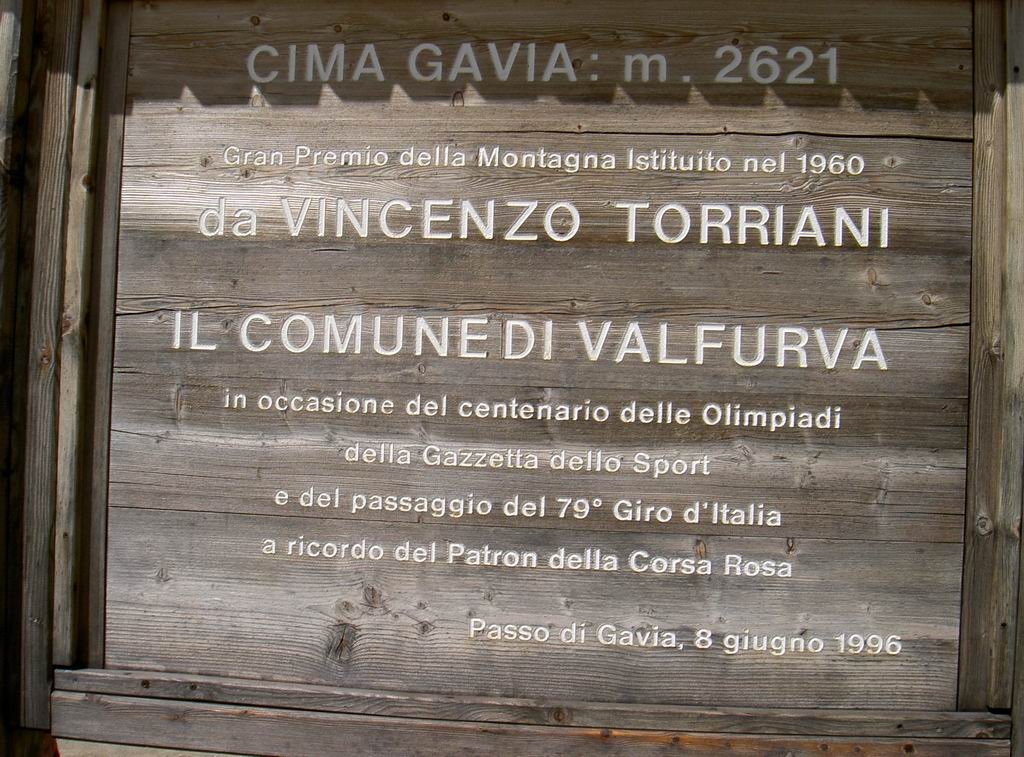 CIMA GAVIA: m. 2621
Gran Premio della Montagna Istituito nel 1960
da VINCENZO TORRIANI
IL COMUNE DI VALFURVA
in occasione del centenario delle Olimpiadi
della Gazzetta dello Sport
e del passaggio del 79° Giro d'Italia
a ricordo del Patron della Corsa Rosa
Passo di Gavia, 8 giugno 1996